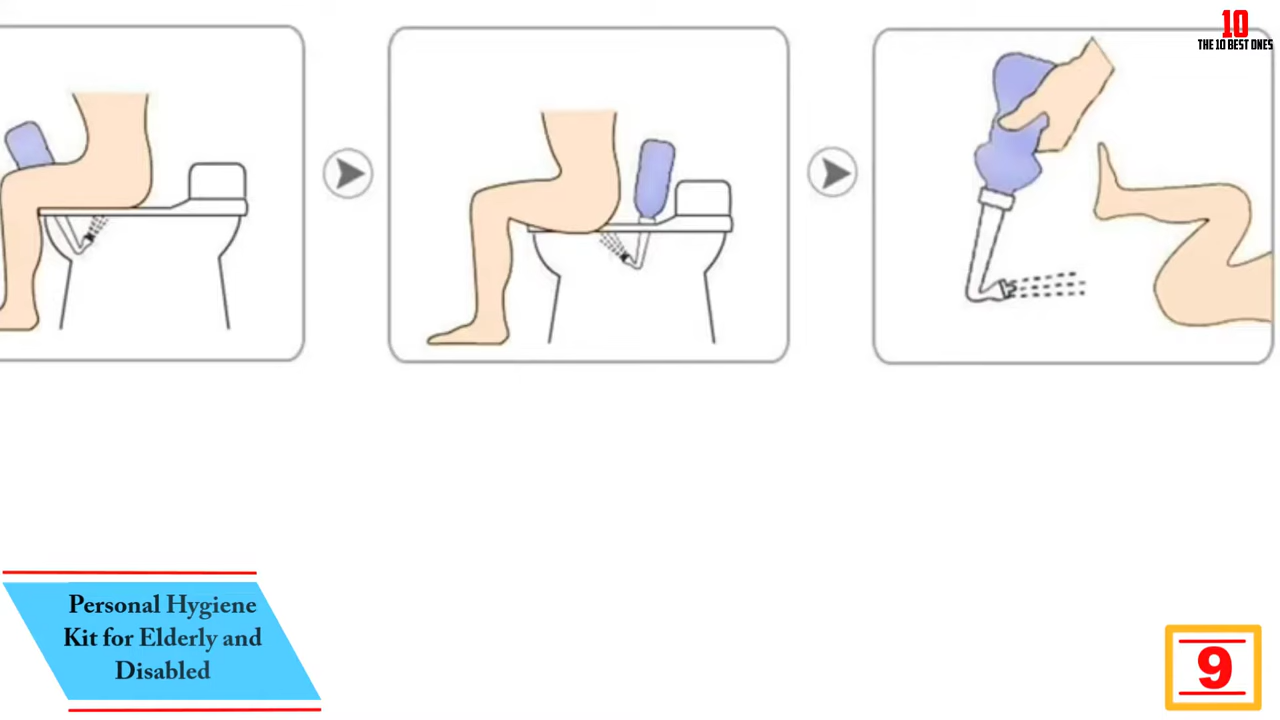 10
THE 10 BEST ONES
Personal Hygiene
Kit for Elderly and
Disabled
9